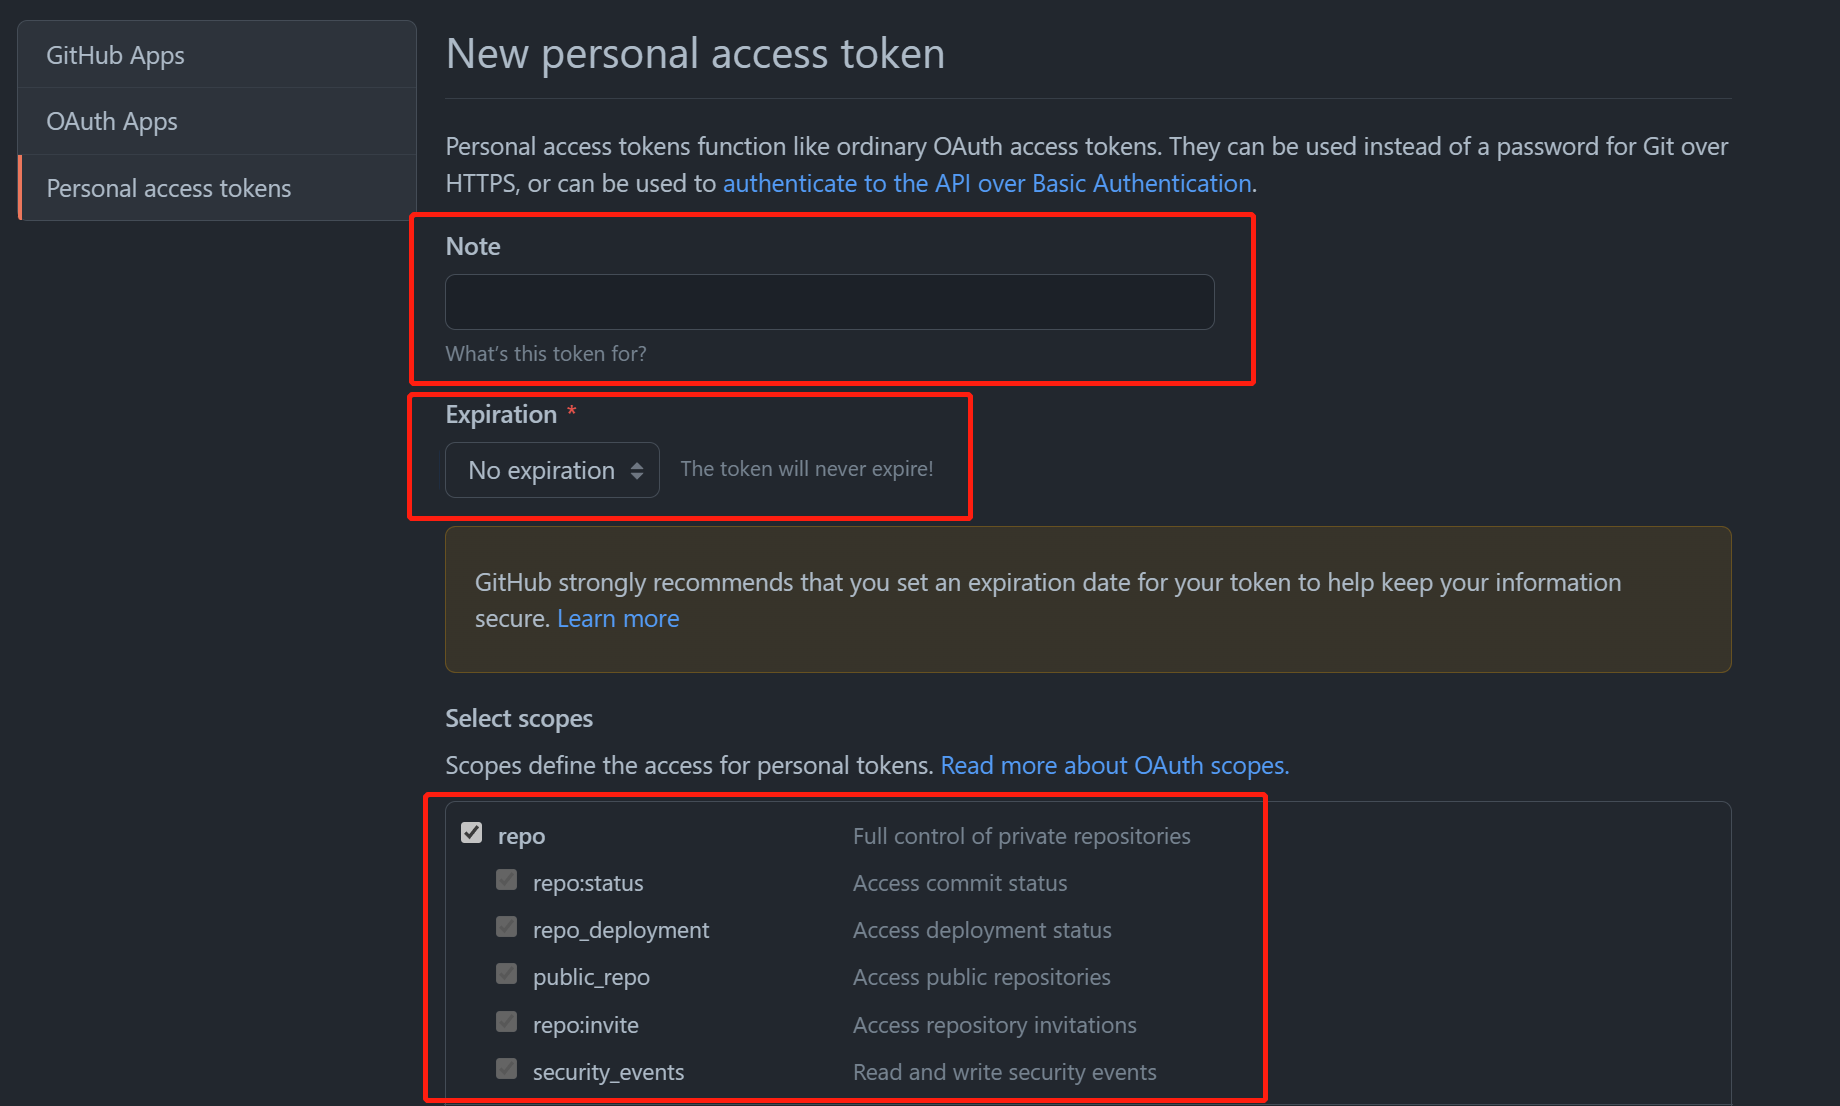 GitHub Apps
OAuth Apps
Personal access tokens
New personal access token
Personal access tokens function like ordinary OAuth access tokens. They can be used instead of a password for Git over
HTTPS, or can be used to authenticate to the API over Basic Authentication.
Note
What's this token for?
Expiration *
No expiration
The token will never expire!
GitHub strongly recommends that you set an expiration date for your token to help keep your information
secure. Learn more
Select scopes
Scopes define the access for personal tokens. Read more about OAuth scopes.
repo Full control of private repositories
repo:status Access commit status
repo_deployment Access deployment status
public_repo Access public repositories
repo:invite Access repository invitations
security_events Read and write security events